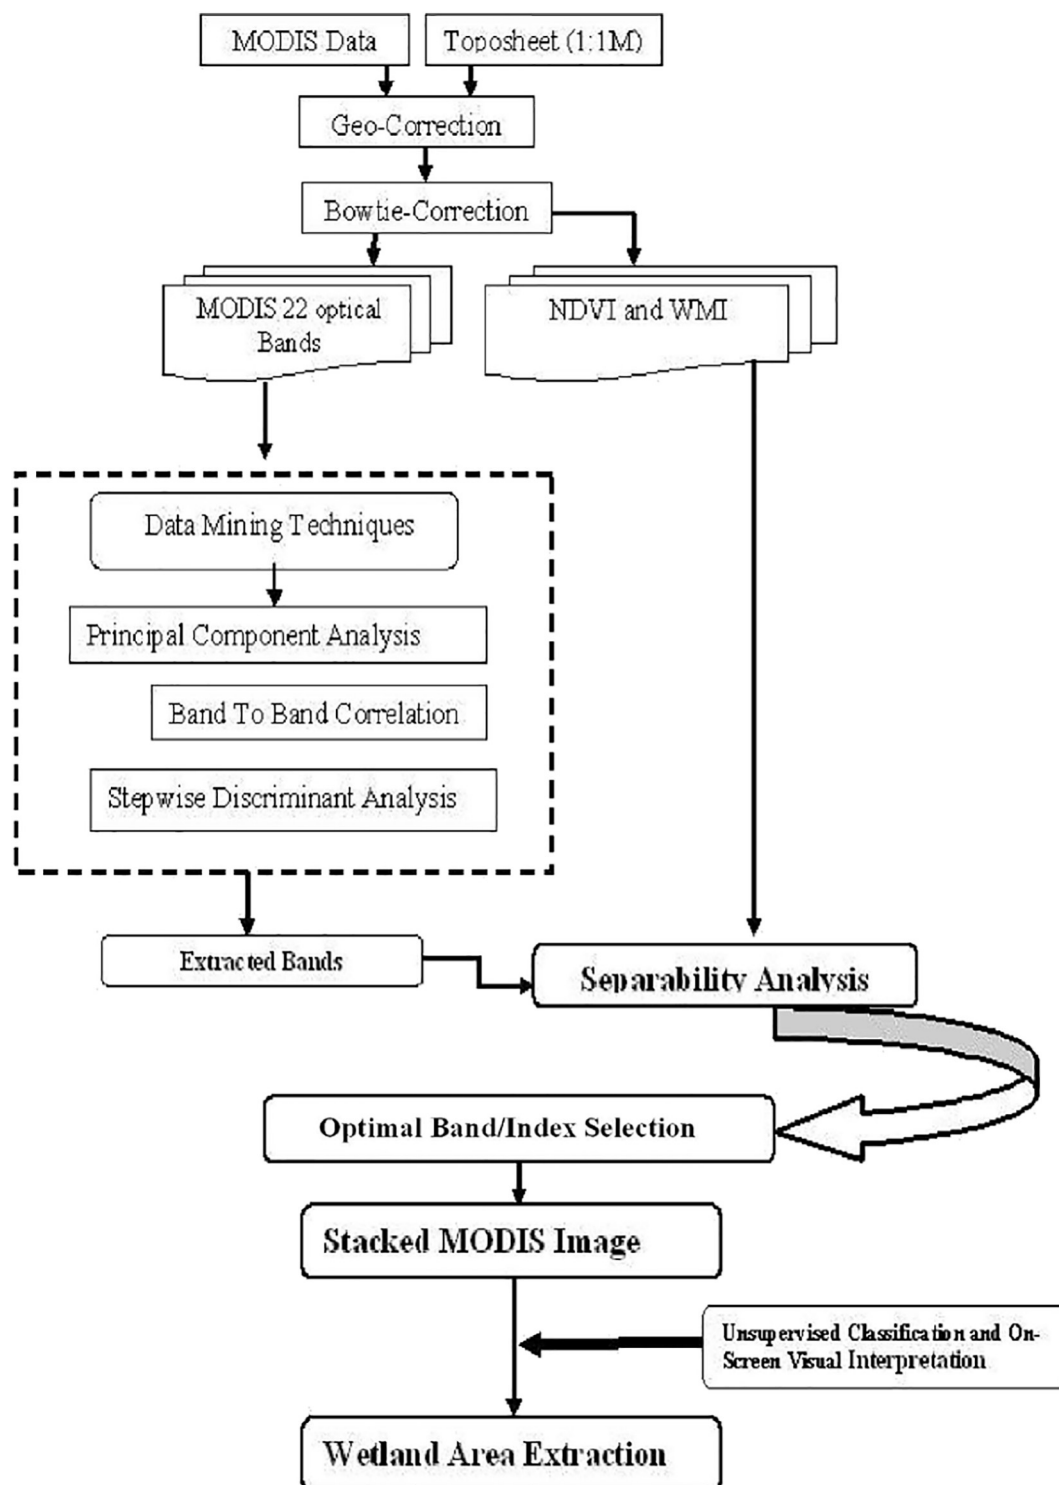 MODIS Data
Toposheet (1:1M)
Geo-Correction
Bowtie-Correction
MODIS 22 optical
Bands
NDVI and WMI
Data Mining Techniques
Principal Component Analysis
Band To Band Correlation
Stepwise Discriminant Analysis
Extracted Bands
Separability Analysis
Optimal Band/Index Selection
Stacked MODIS Image
Unsupervised Classification and On-
Screen Visual Interpretation
Wetland Area Extraction